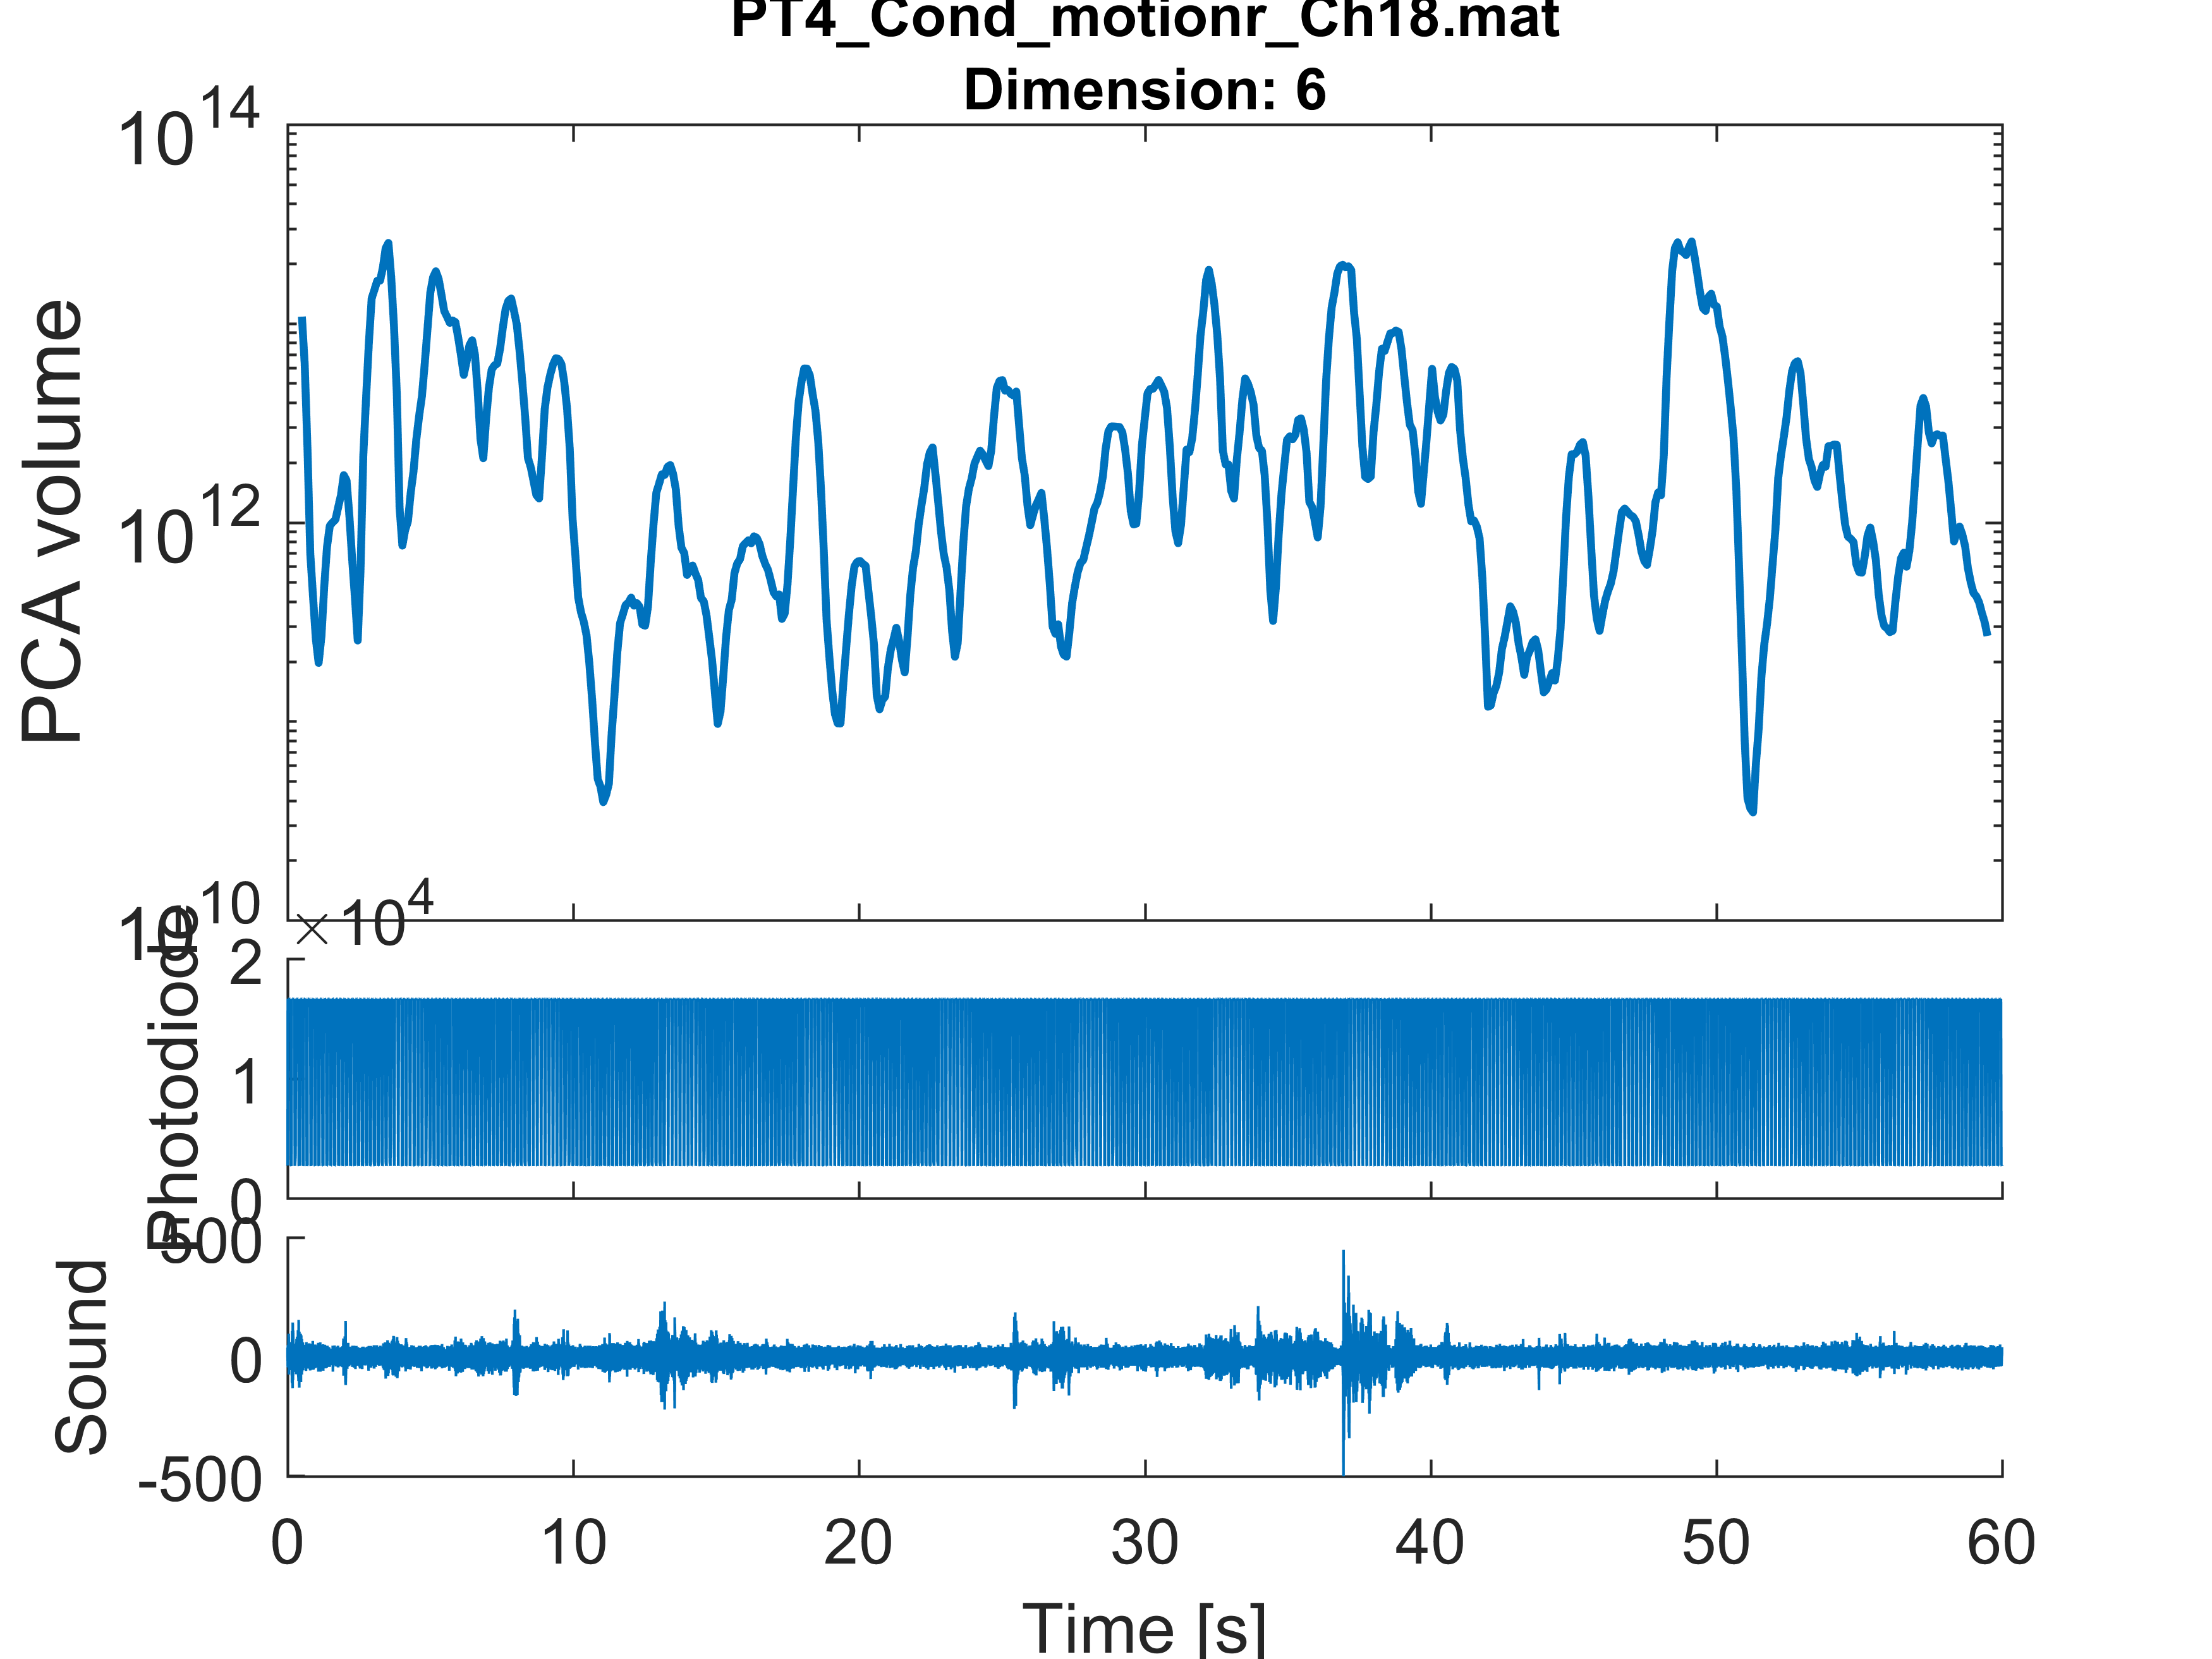 PT4_Cond_motionr_Ch18.mat
Dimension: 6
10^14
10^12
10^10
PCA volume
×10^4
2
1
0
Photodiode
500
0
-500
Sound
0 10 20 30 40 50 60
Time [s]